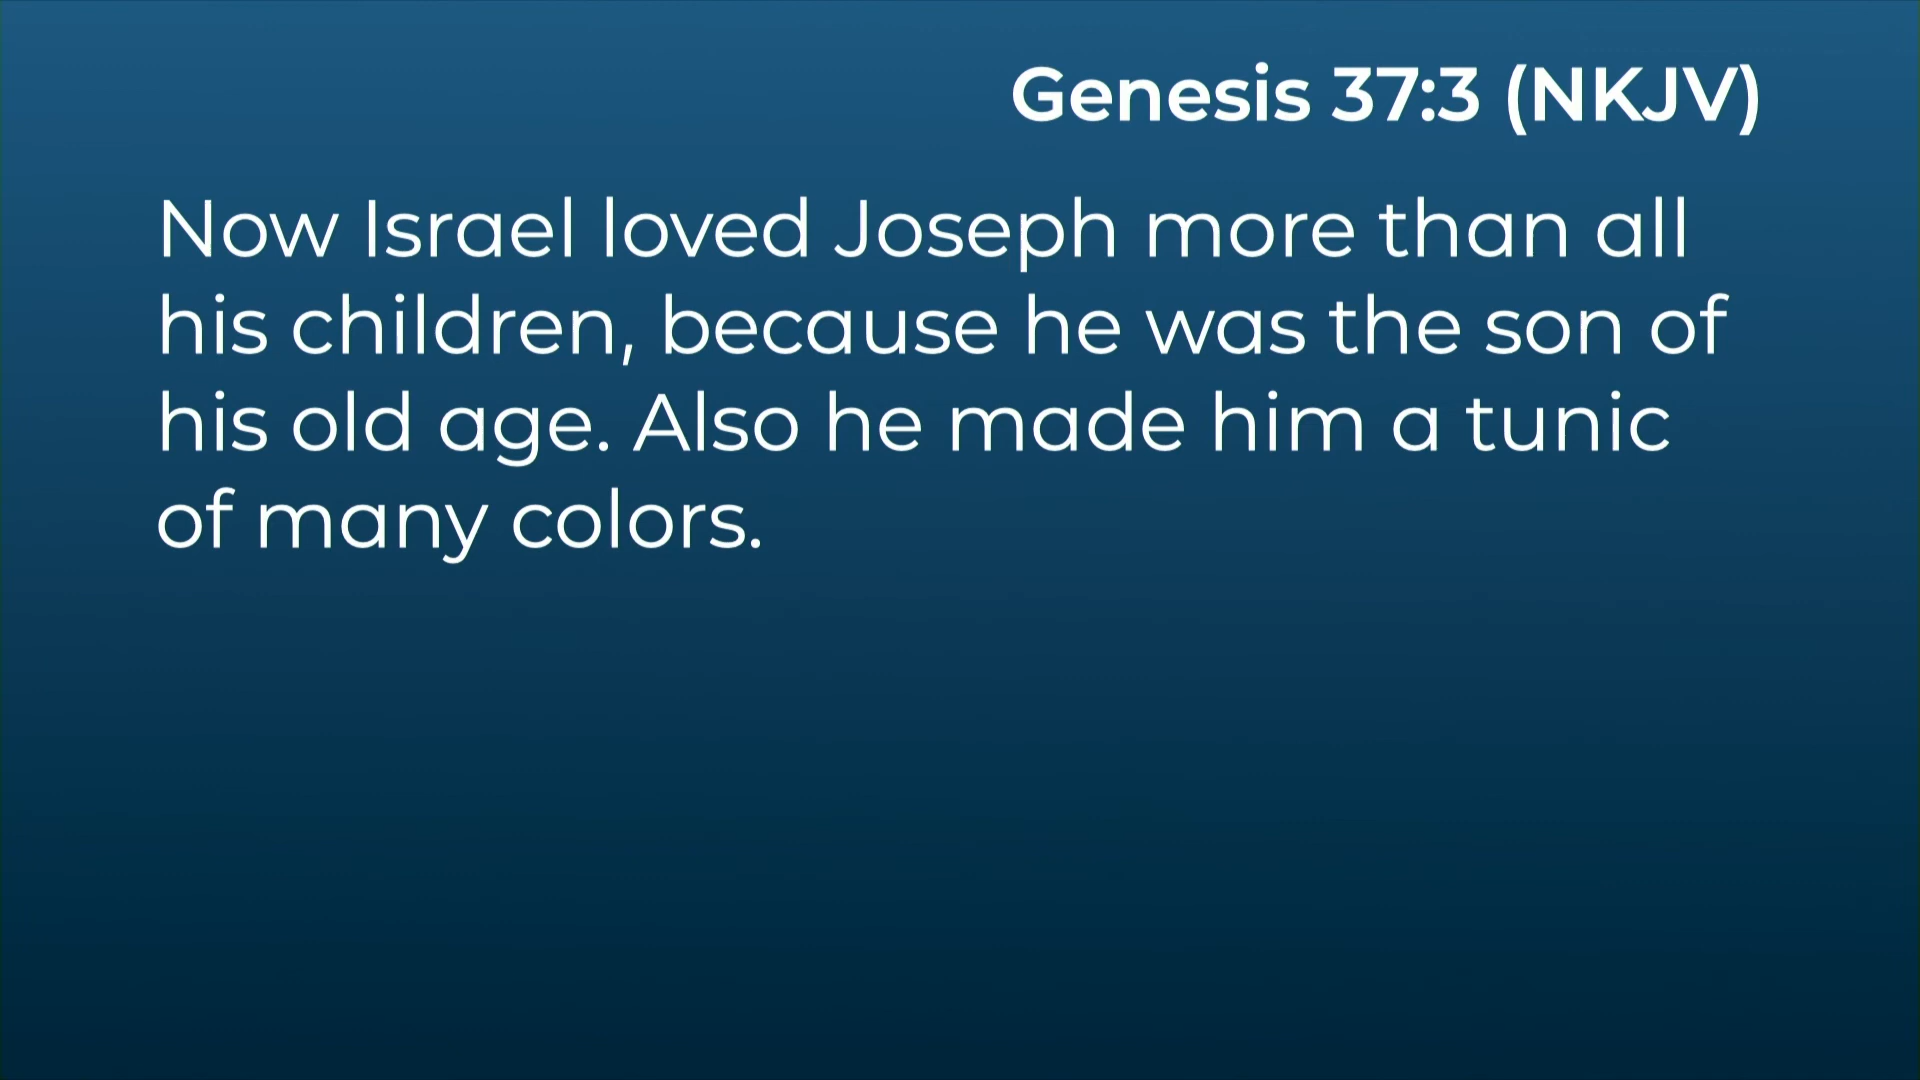 Genesis 37:3 (NKJV)
Now Israel loved Joseph more than all
his children, because he was the son of
his old age. Also he made him a tunic
of many colors.